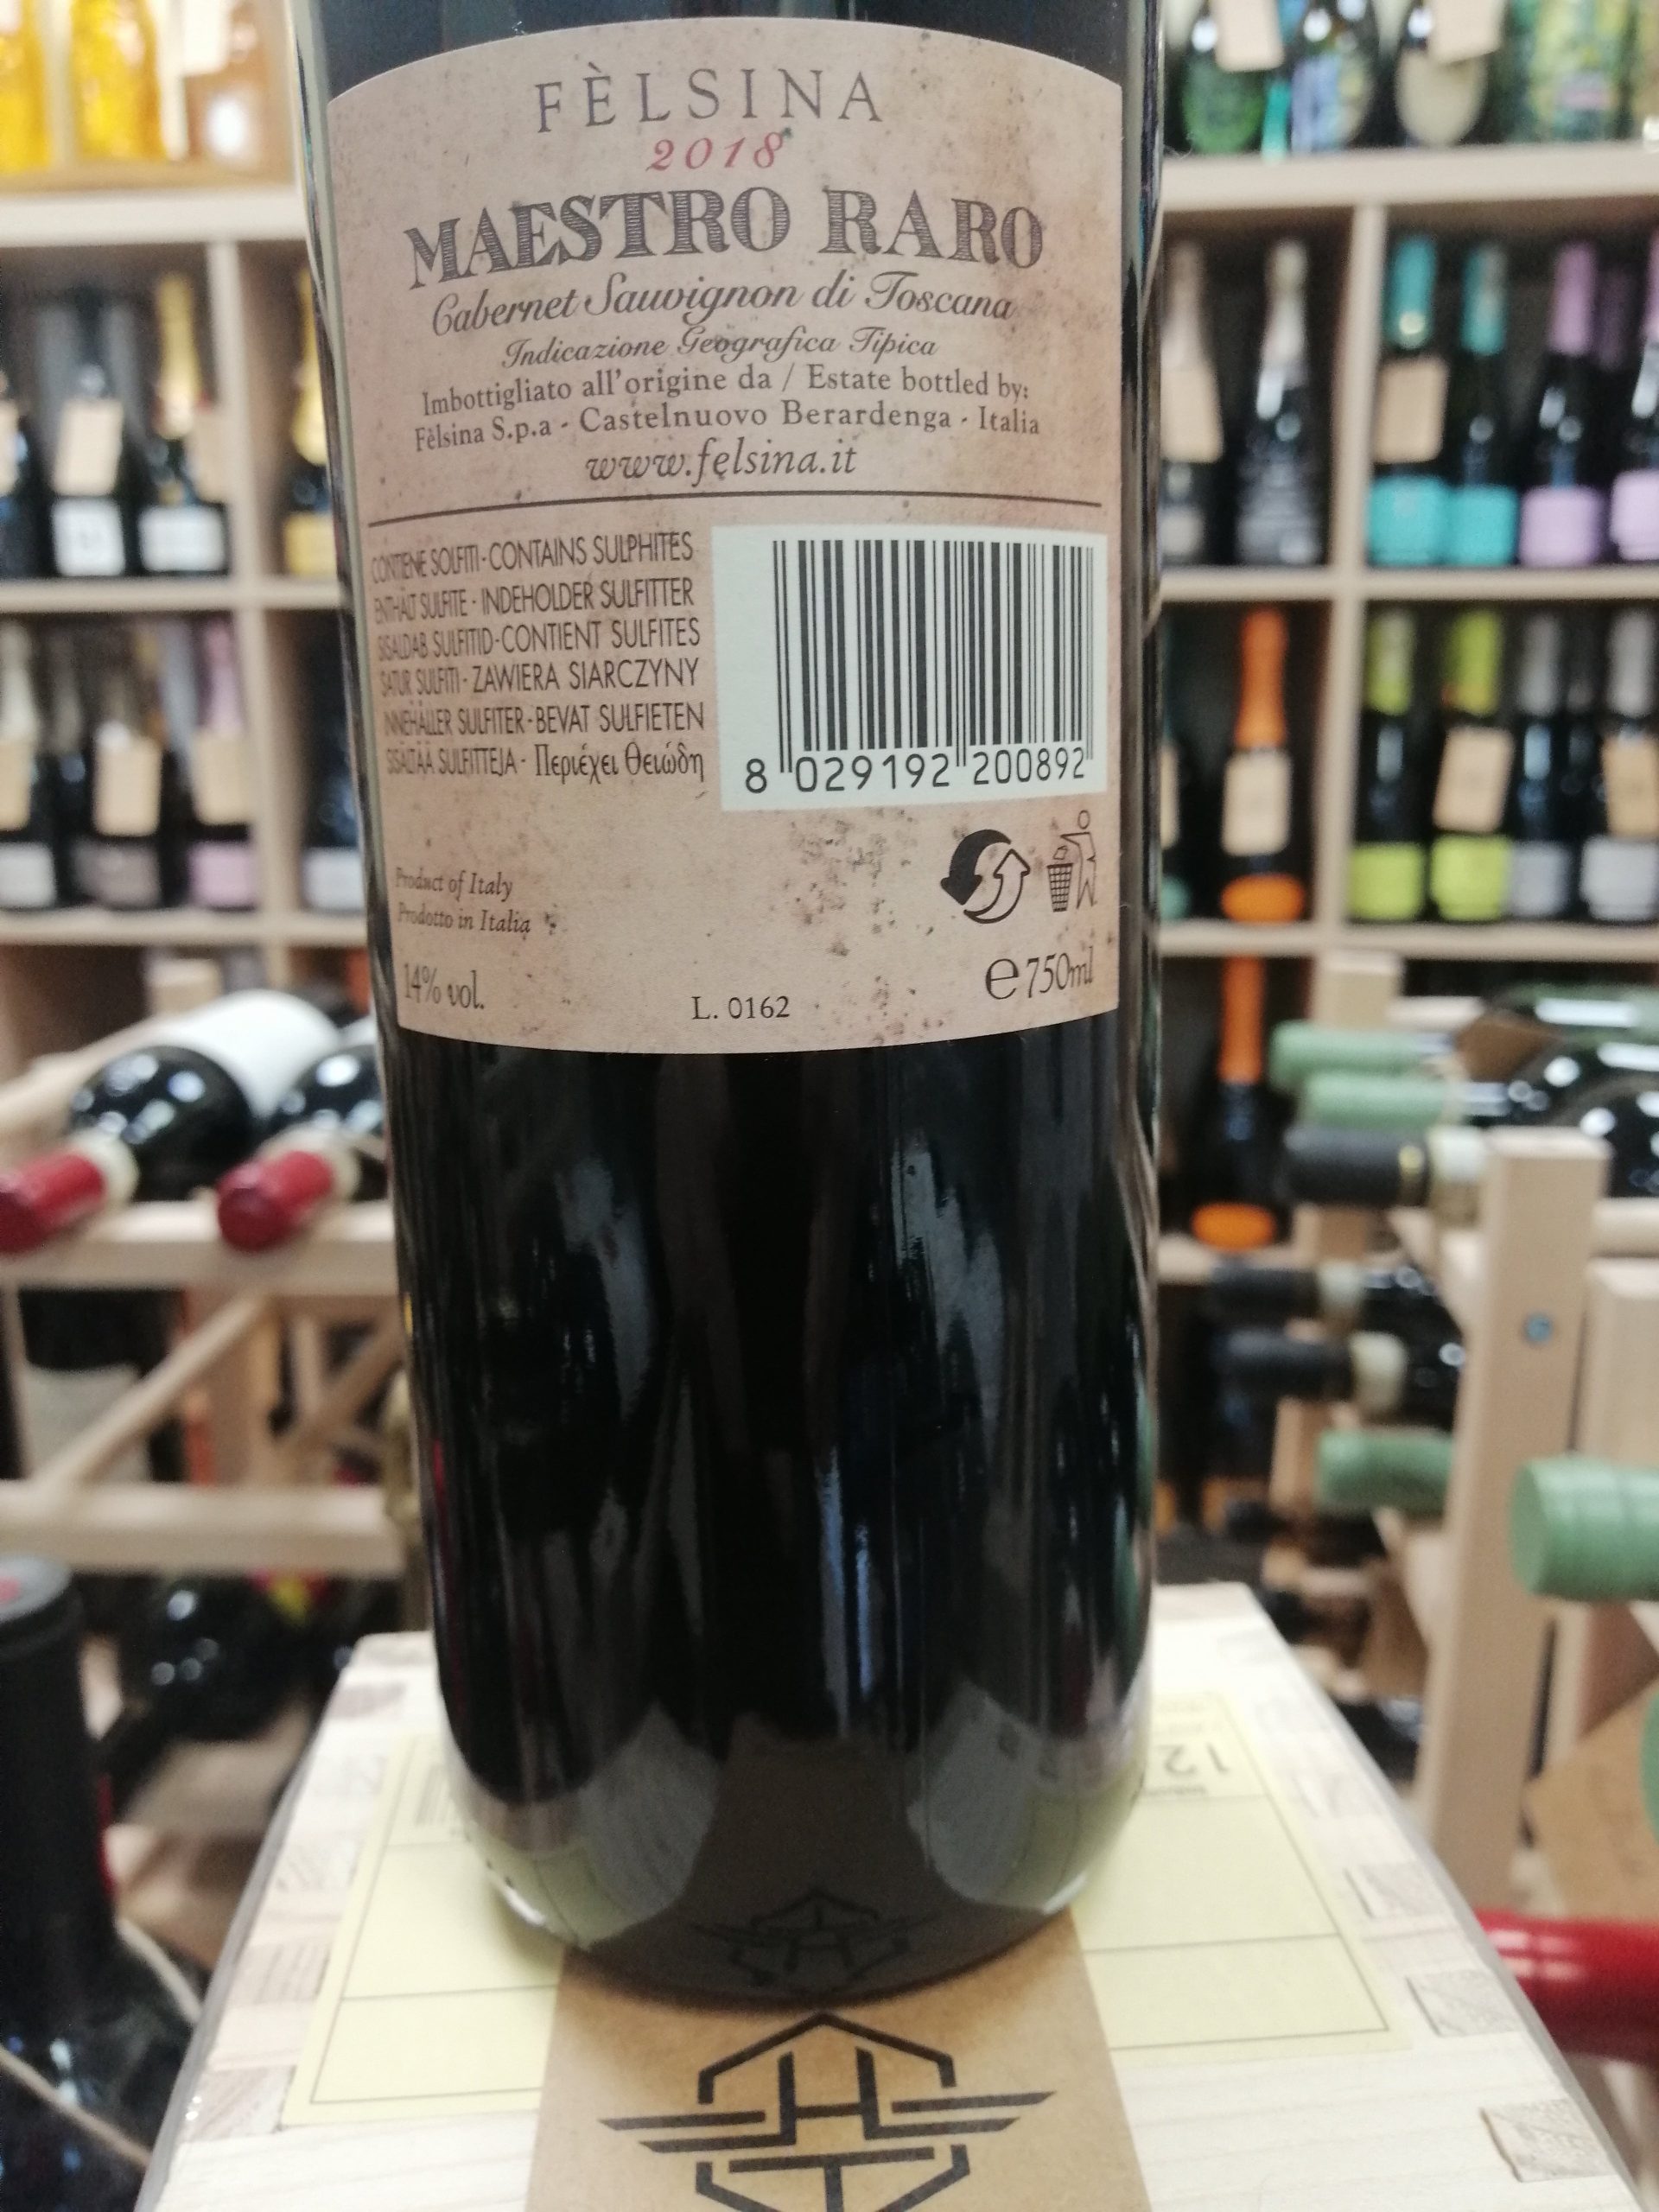 FÈLSINA
2018
MAESTRO RARO
Cabernet Sauvignon di Toscana
Indicazione Geografica Tipica
Imbottigliato all'origine da / Estate bottled by:
Fèlsina S.p.a - Castelnuovo Berardenga - Italia
www.felsina.it
CONTIENE SOLFITI-CONTAINS SULPHITES
ENTHÄLT SULFITE - INDEHOLDER SULFITTER
SISALDAB SULFITID-CONTIENT SULFITES
SATUR SULFITI - ZAWIERA SIARCZYNY
INNEHÅLLER SULFITER-BEVAT SULFIETEN
SISÄLTÄÄ SULFITTEJA - Περιέχει Θειώδη
8 029192 200892
Product of Italy
Prodotto in Italia
14% vol.
L. 0162
e 750ml
12